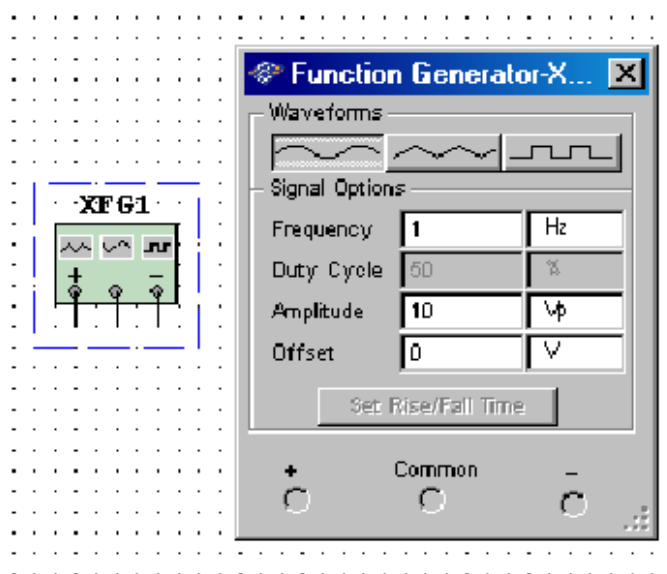 Function Generator-X...
Waveforms
Signal Options
XFG1
+ −
Frequency 1 Hz
Duty Cycle 50 %
Amplitude 10 Vp
Offset 0 V
Set Rise/Fall Time
+ Common −